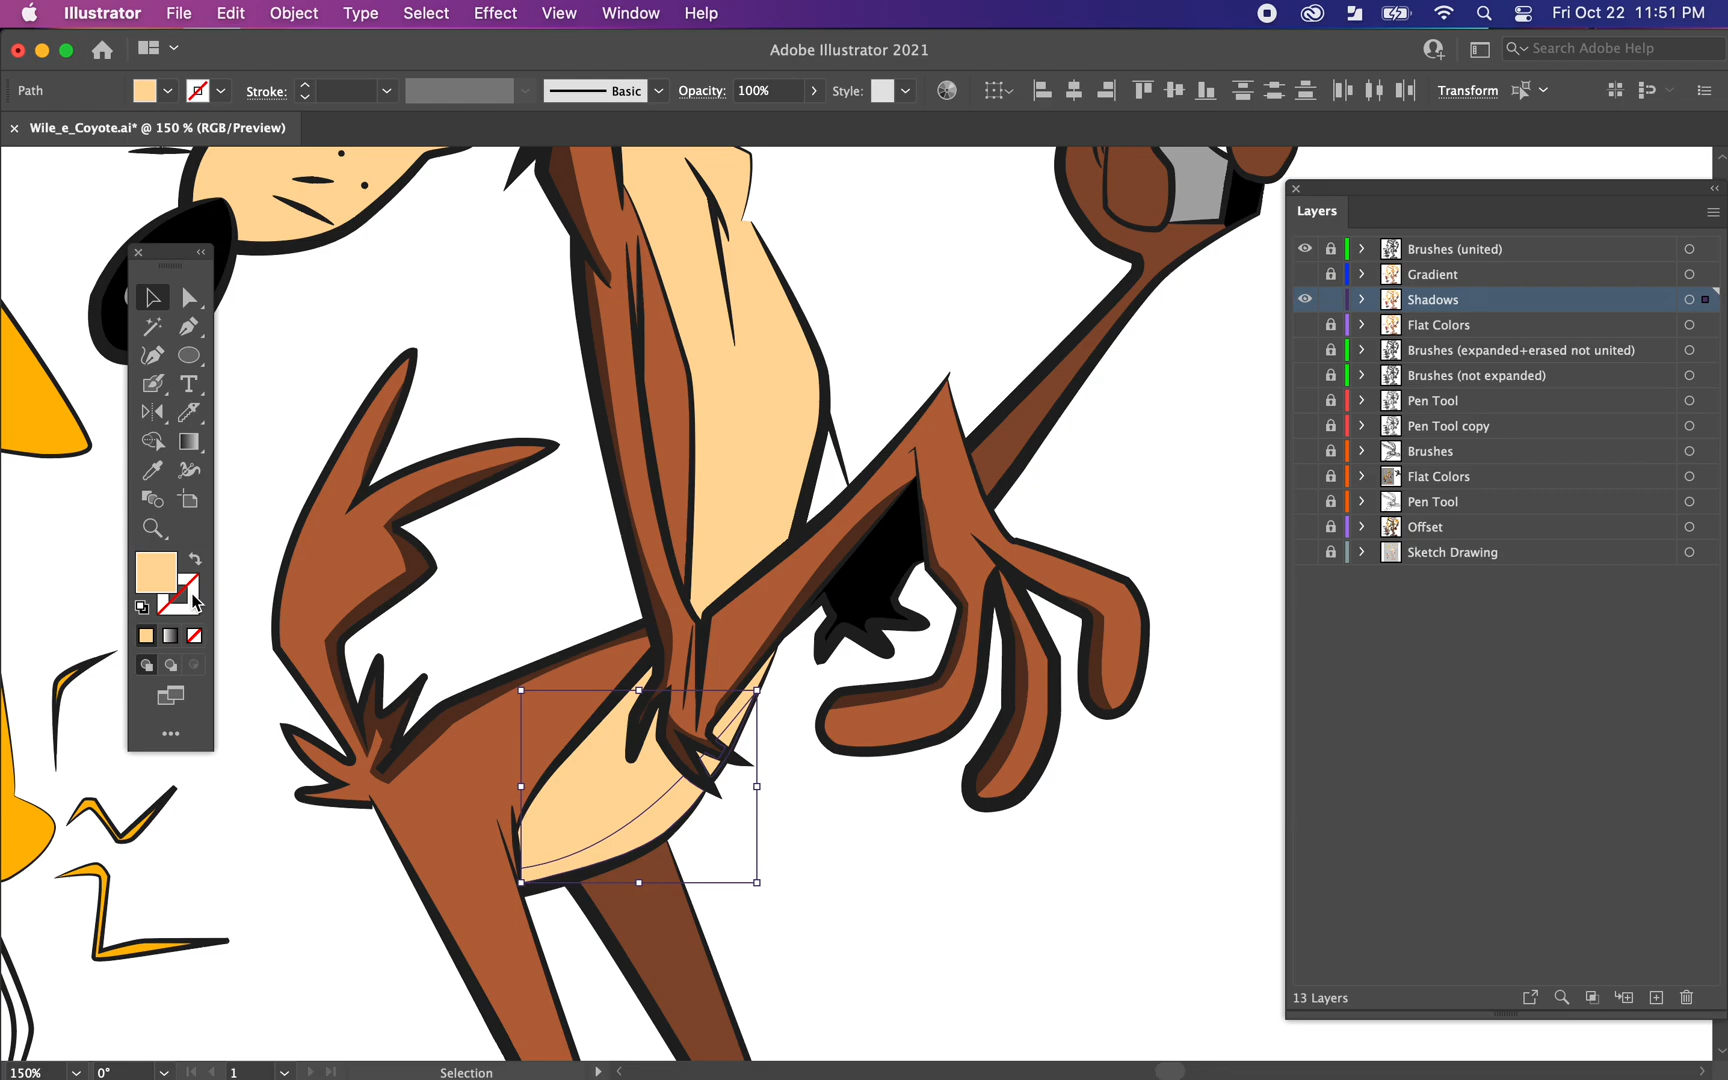 Illustrator File Edit Object Type Select Effect View Window Help Fri Oct 22 11:51 PM
Adobe Illustrator 2021 Search Adobe Help
Path Stroke: Basic Opacity: 100% Style: Transform
Wile_e_Coyote.ai* @ 150 % (RGB/Preview)
Layers
Brushes (united)
Gradient
Shadows
Flat Colors
Brushes (expanded+erased not united)
Brushes (not expanded)
Pen Tool
Pen Tool copy
Brushes
Flat Colors
Pen Tool
Offset
Sketch Drawing
13 Layers
150% 0° 1 Selection